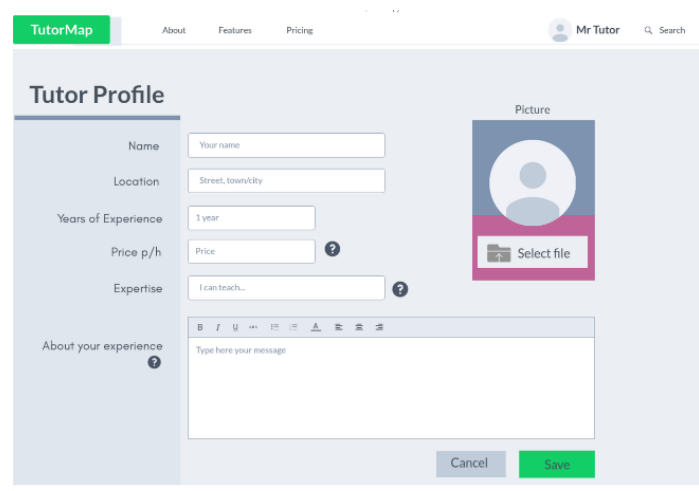 TutorMap
About
Features
Pricing
Mr Tutor
Search
Tutor Profile
Picture
Name
Your name
Location
Street, town/city
Years of Experience
1 year
Price p/h
Price
?
Select file
Expertise
I can teach...
?
B I U ABC A
About your experience
?
Type here your message
Cancel
Save